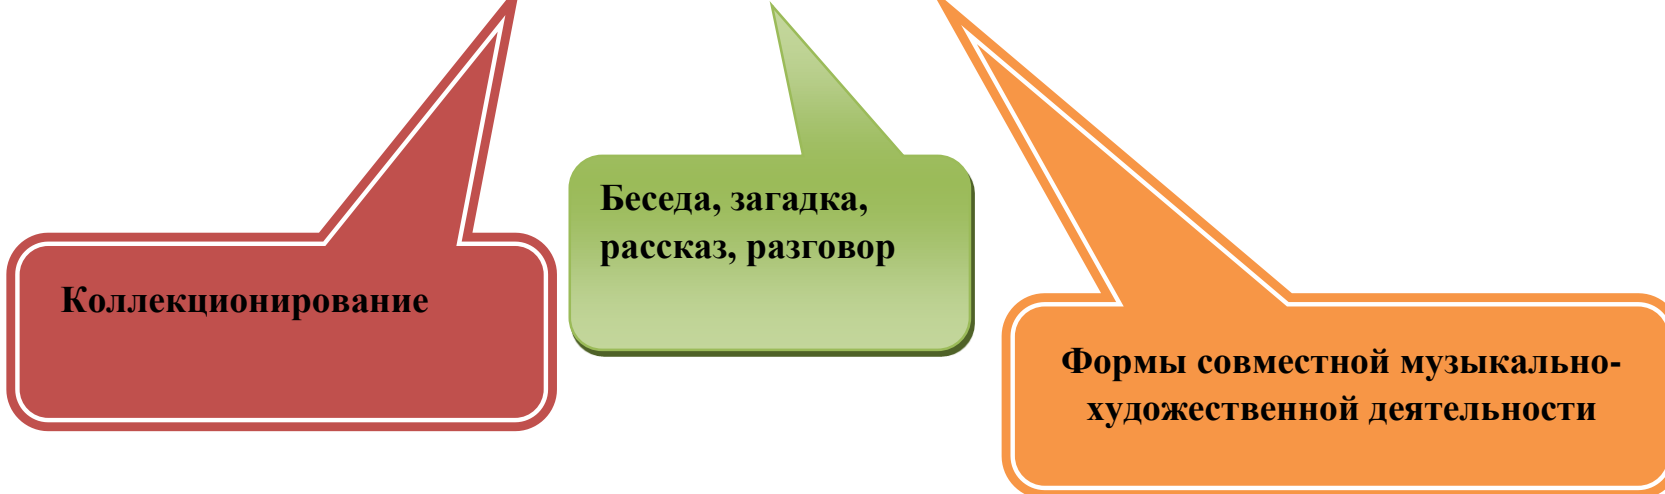 Коллекционирование
Беседа, загадка,
рассказ, разговор
Формы совместной музыкально-
художественной деятельности